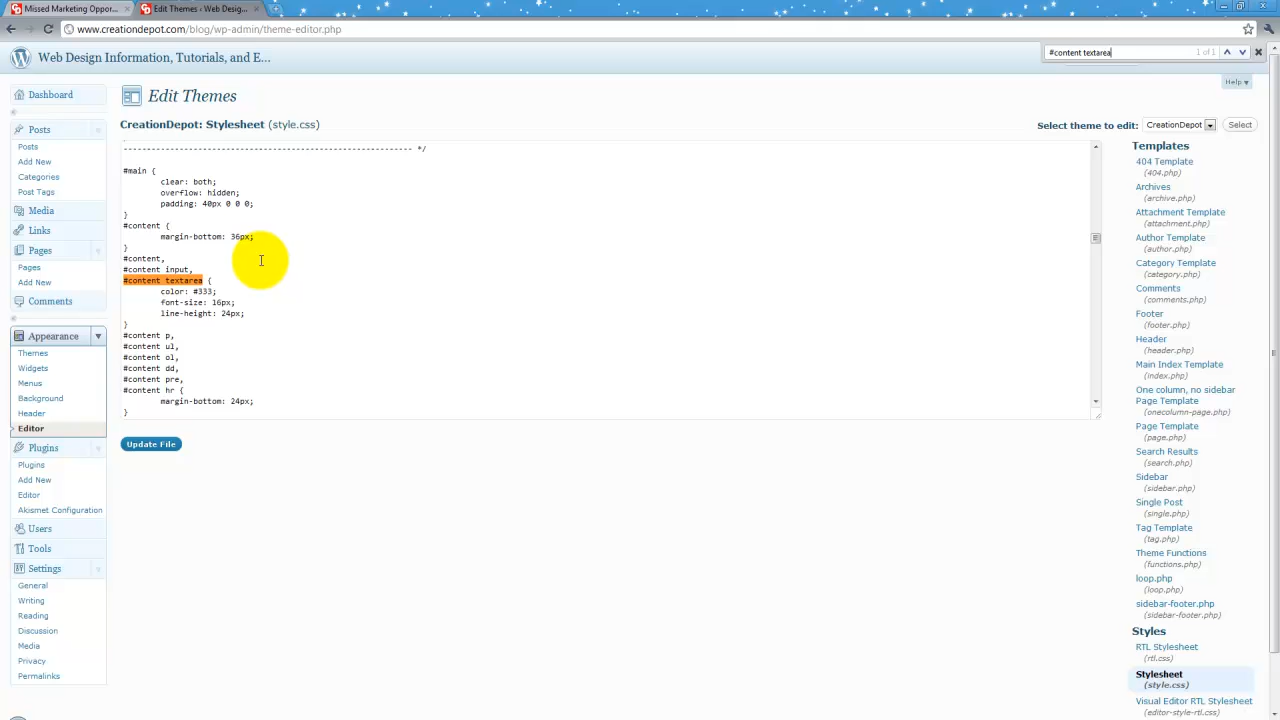 Missed Marketing Oppor... Edit Themes ‹ Web Desig...
www.creationdepot.com/blog/wp-admin/theme-editor.php
Web Design Information, Tutorials, and E...
#content textarea 1 of 1
Help
Edit Themes
CreationDepot: Stylesheet (style.css)
Select theme to edit: CreationDepot Select
Dashboard
Posts
Posts
Add New
Categories
Post Tags
Media
Links
Pages
Pages
Add New
Comments
Appearance
Themes
Widgets
Menus
Background
Header
Editor
Plugins
Plugins
Add New
Editor
Akismet Configuration
Users
Tools
Settings
General
Writing
Reading
Discussion
Media
Privacy
Permalinks
-------------------------------------------------------------- */
#main {
clear: both;
overflow: hidden;
padding: 40px 0 0 0;
}
#content {
margin-bottom: 36px;
}
#content,
#content input,
#content textarea {
color: #333;
font-size: 16px;
line-height: 24px;
}
#content p,
#content ul,
#content ol,
#content dd,
#content pre,
#content hr {
margin-bottom: 24px;
}
Update File
Templates
404 Template
(404.php)
Archives
(archive.php)
Attachment Template
(attachment.php)
Author Template
(author.php)
Category Template
(category.php)
Comments
(comments.php)
Footer
(footer.php)
Header
(header.php)
Main Index Template
(index.php)
One column, no sidebar
Page Template
(onecolumn-page.php)
Page Template
(page.php)
Search Results
(search.php)
Sidebar
(sidebar.php)
Single Post
(single.php)
Tag Template
(tag.php)
Theme Functions
(functions.php)
loop.php
(loop.php)
sidebar-footer.php
(sidebar-footer.php)
Styles
RTL Stylesheet
(rtl.css)
Stylesheet
(style.css)
Visual Editor RTL Stylesheet
(editor-style-rtl.css)